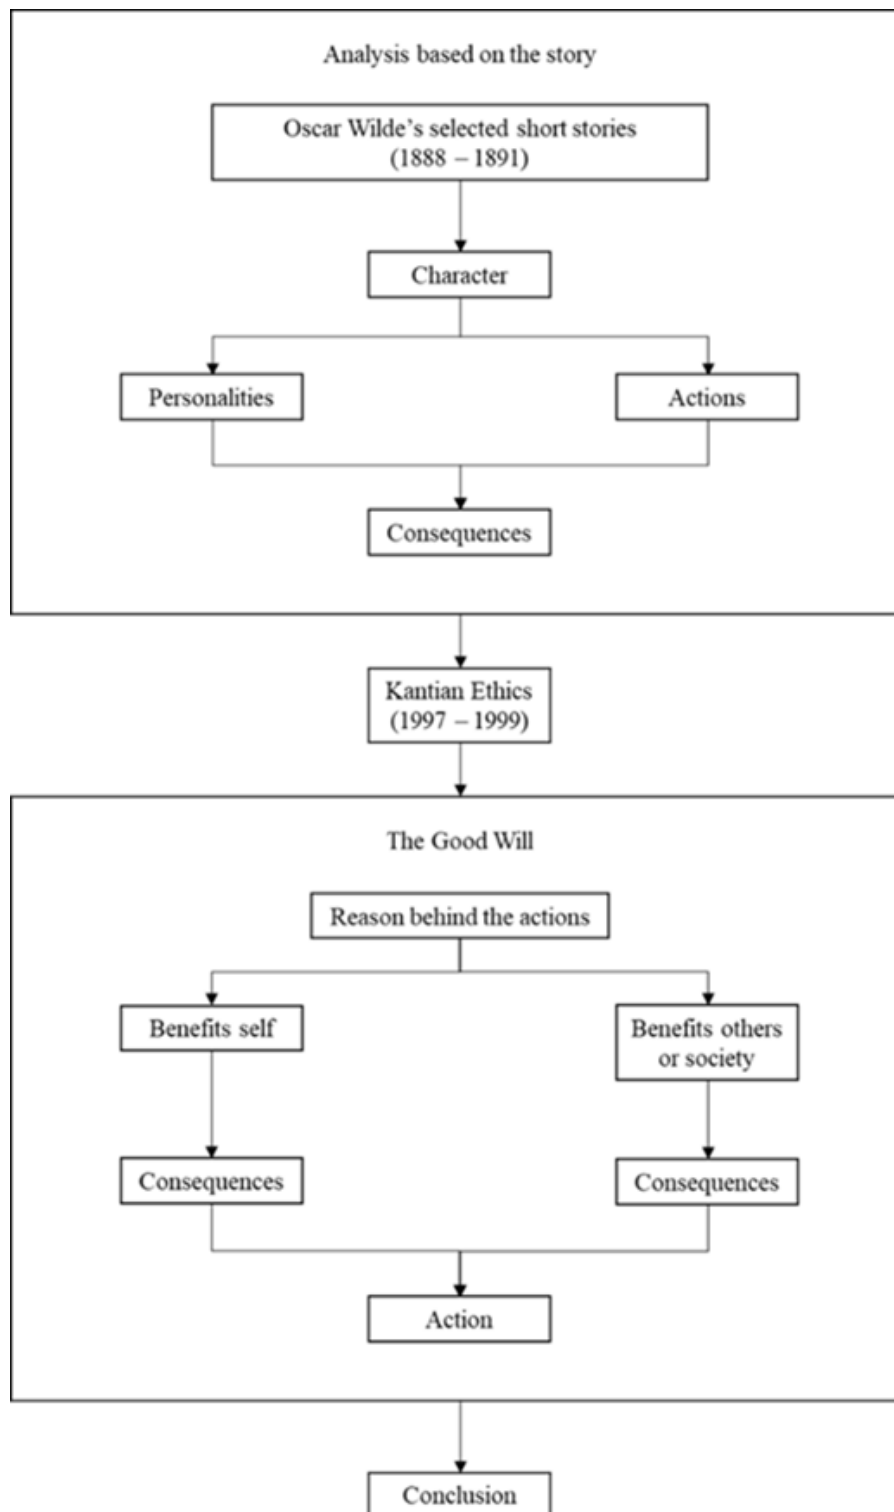 Analysis based on the story
Oscar Wilde's selected short stories
(1888 – 1891)
Character
Personalities
Actions
Consequences
Kantian Ethics
(1997 – 1999)
The Good Will
Reason behind the actions
Benefits self
Benefits others
or society
Consequences
Consequences
Action
Conclusion